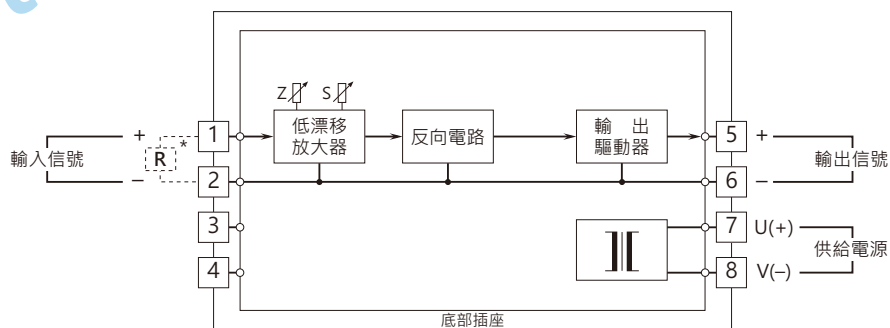 Z S
1 低漂移 反向電路 輸 出 5 +
+ 放大器 驅動器
輸入信號 R * 輸出信號
– 2 6 –
3 7 U(+)
供給電源
4 8 V(–)
底部插座